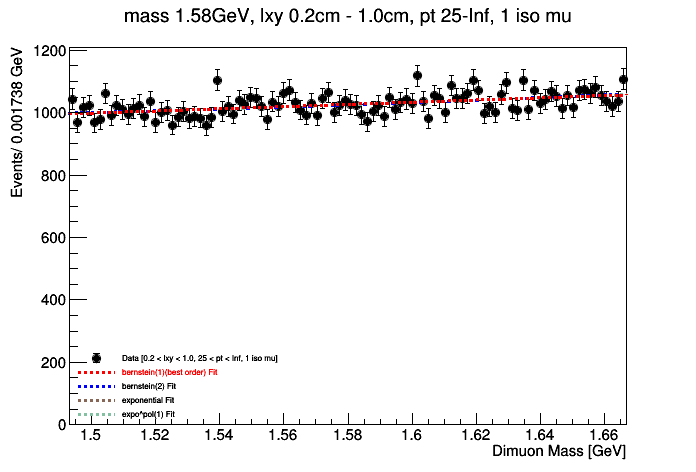 mass 1.58GeV, lxy 0.2cm - 1.0cm, pt 25-Inf, 1 iso mu
Events/ 0.001738 GeV
1200
1000
800
600
400
200
0
Data [0.2 < lxy < 1.0, 25 < pt < Inf, 1 iso mu]
bernstein(1)(best order) Fit
bernstein(2) Fit
exponential Fit
expo*pol(1) Fit
1.5 1.52 1.54 1.56 1.58 1.6 1.62 1.64 1.66
Dimuon Mass [GeV]